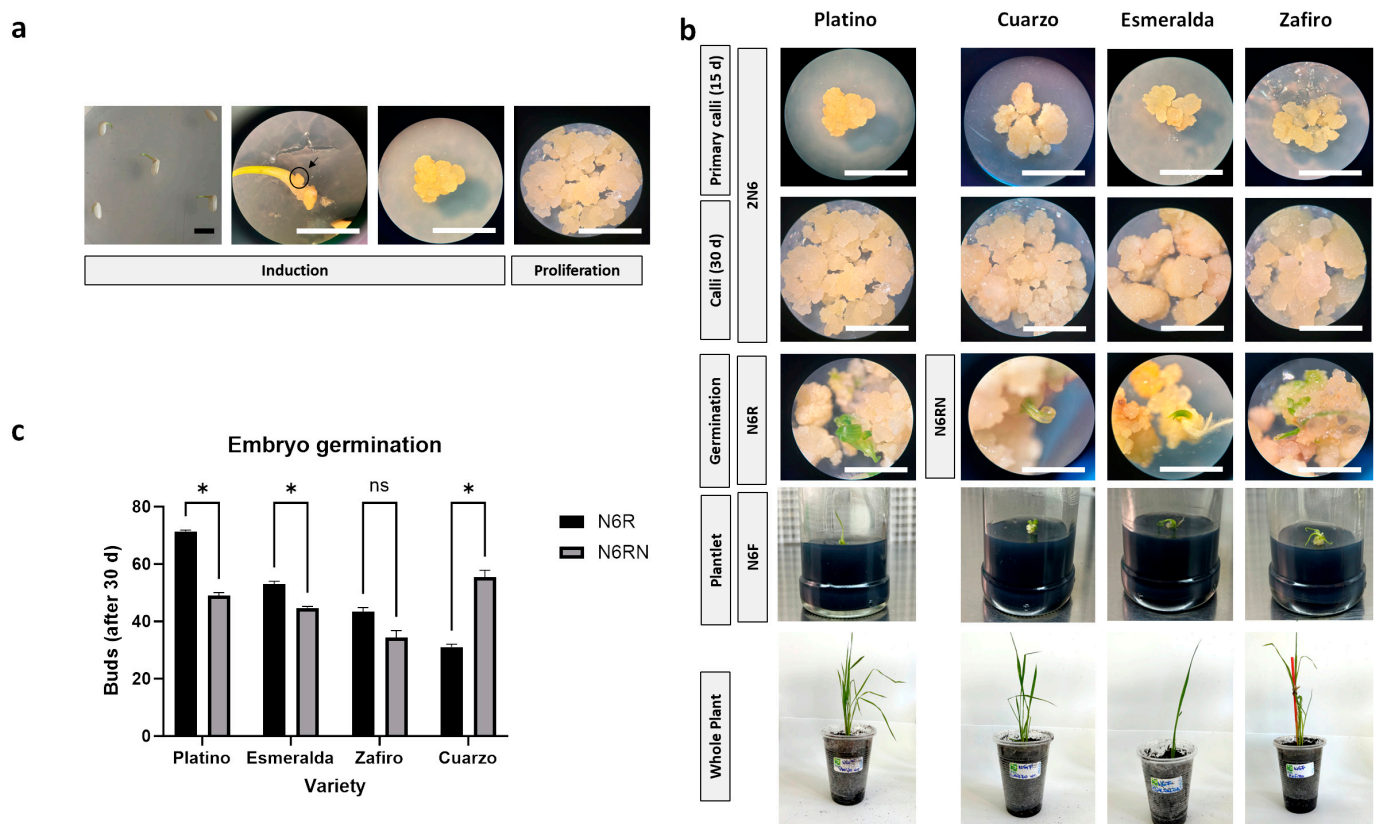 a
Induction
Proliferation
b
Platino
Cuarzo
Esmeralda
Zafiro
Primary calli (15 d)
2N6
Calli (30 d)
Germination
N6R
N6RN
Plantlet
N6F
Whole Plant
c
Embryo germination
Buds (after 30 d)
80
60
40
20
0
*
*
ns
*
N6R
N6RN
Platino
Esmeralda
Zafiro
Cuarzo
Variety